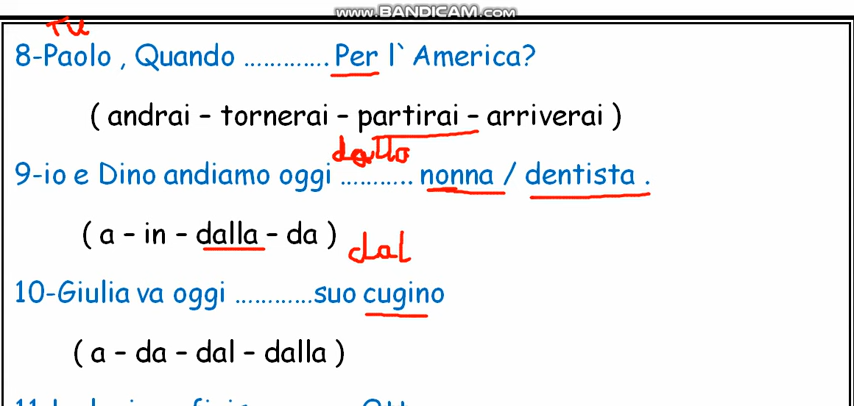 www.BANDICAM.com
Tu
8-Paolo , Quando ............. Per l` America?
( andrai – tornerai – partirai – arriverai )
dalla
9-io e Dino andiamo oggi ........... nonna / dentista .
( a – in – dalla – da )
dal
10-Giulia va oggi ............suo cugino
( a – da – dal – dalla )